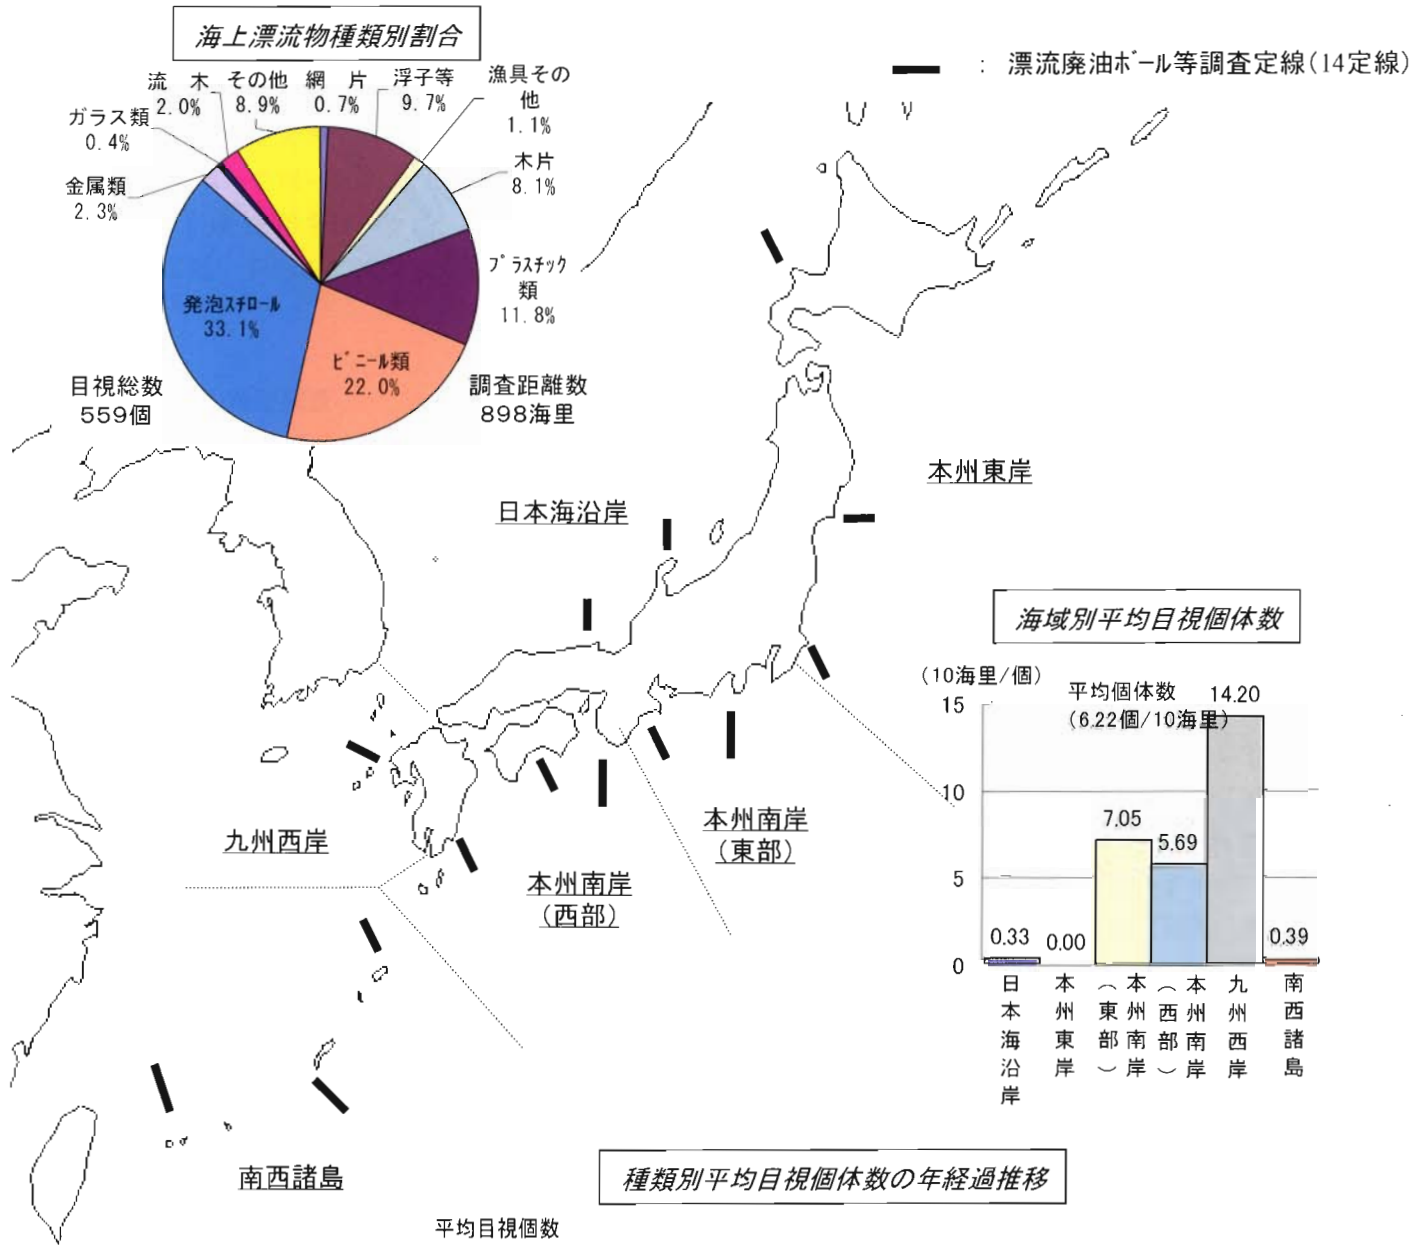 海上漂流物種類別割合
: 漂流廃油ﾎﾞｰﾙ等調査定線(14定線)
流 木
2.0%
その他
8.9%
網 片
0.7%
浮子等
9.7%
漁具その
他
1.1%
ガラス類
0.4%
木片
8.1%
金属類
2.3%
ﾌﾟﾗｽﾁｯｸ
類
11.8%
発泡ｽﾁﾛｰﾙ
33.1%
ﾋﾞﾆｰﾙ類
22.0%
目視総数
559個
調査距離数
898海里
本州東岸
日本海沿岸
海域別平均目視個体数
(10海里/個)
平均個体数
(6.22個/10海里)
15
10
5
0
0.33
0.00
7.05
5.69
14.20
0.39
日本海沿岸
本州東岸
本州南岸
(東部)
本州南岸
(西部)
九州西岸
南西諸島
本州南岸
(東部)
九州西岸
本州南岸
(西部)
南西諸島
種類別平均目視個体数の年経過推移
平均目視個数